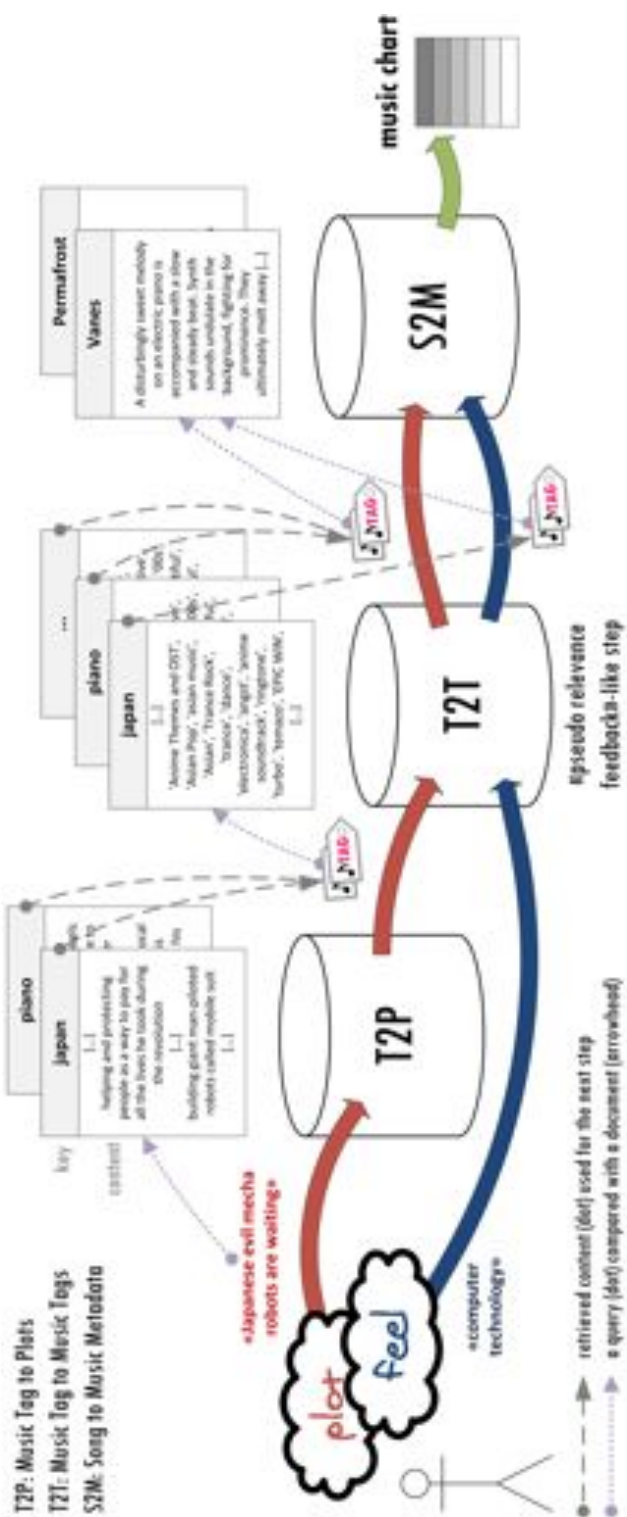 T2P: Music Tag to Plots
T2T: Music Tag to Music Tags
S2M: Song to Music Metadata
key
content
piano
japan
[...]
helping and protecting
people as a way to pay for
all the lives he took during
the revolution
[...]
building giant man-piloted
robots called mobile suit
[...]
...
piano
japan
[...]
'Anime Themes and OST',
'Asian Pop', 'asian music',
'Asian', 'Trance Rock',
'trance', 'dance',
'electronica', 'angst', 'anime
soundtrack', 'ringtone',
'turbo', 'tomazo', 'EPIC WIN',
[...]
Permafrost
Vanes
A disturbingly sweet melody
on an electric piano is
accompanied with a slow
and steady beat. Synth
sounds undulate in the
background, fighting for
prominence. They
ultimately melt away [...]
TAG
TAG
TAG
«Japanese evil mecha
robots are waiting»
plot
feel
«computer
technology»
T2P
T2T
S2M
music chart
«pseudo relevance
feedback»-like step
retrieved content (dot) used for the next step
a query (dot) compared with a document (arrowhead)